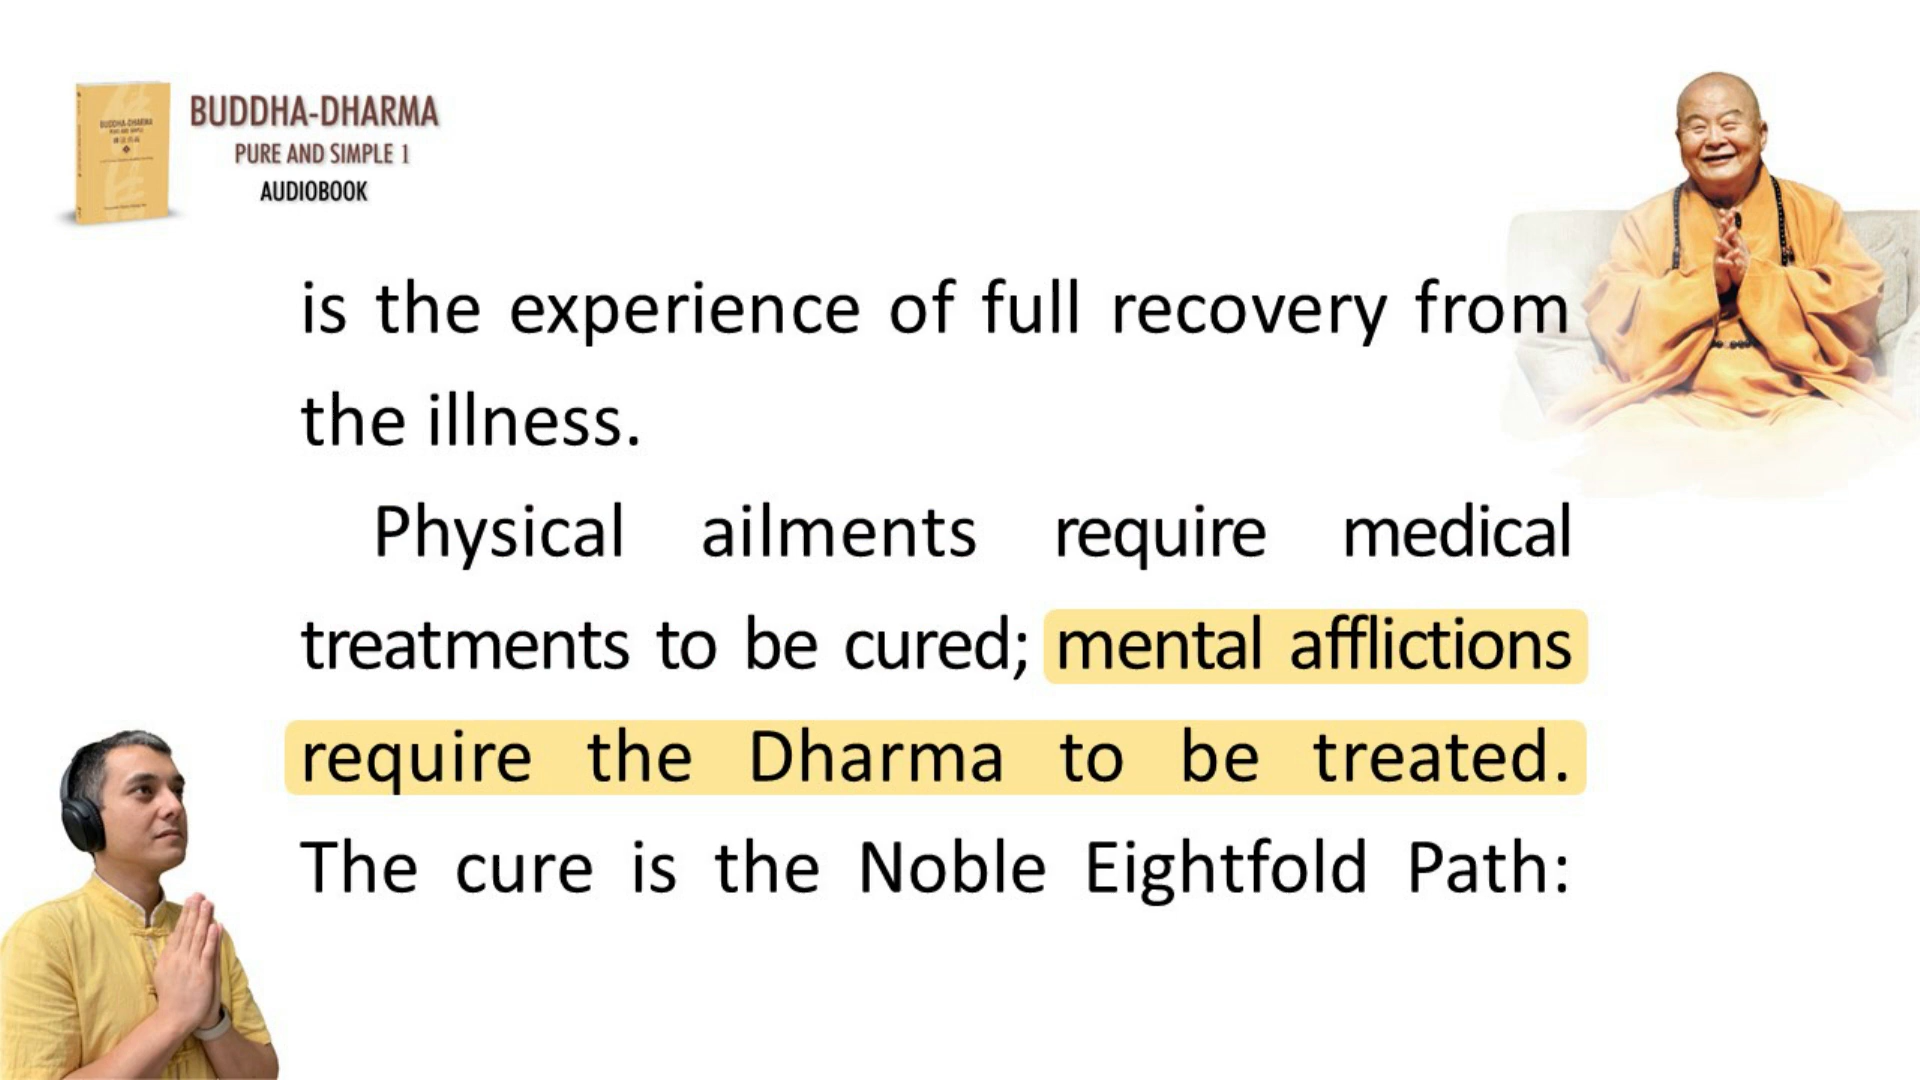 BUDDHA-DHARMA
PURE AND SIMPLE 1
AUDIOBOOK
BUDDHA-DHARMA
is the experience of full recovery from
the illness.
Physical ailments require medical
treatments to be cured; mental afflictions
require the Dharma to be treated.
The cure is the Noble Eightfold Path: